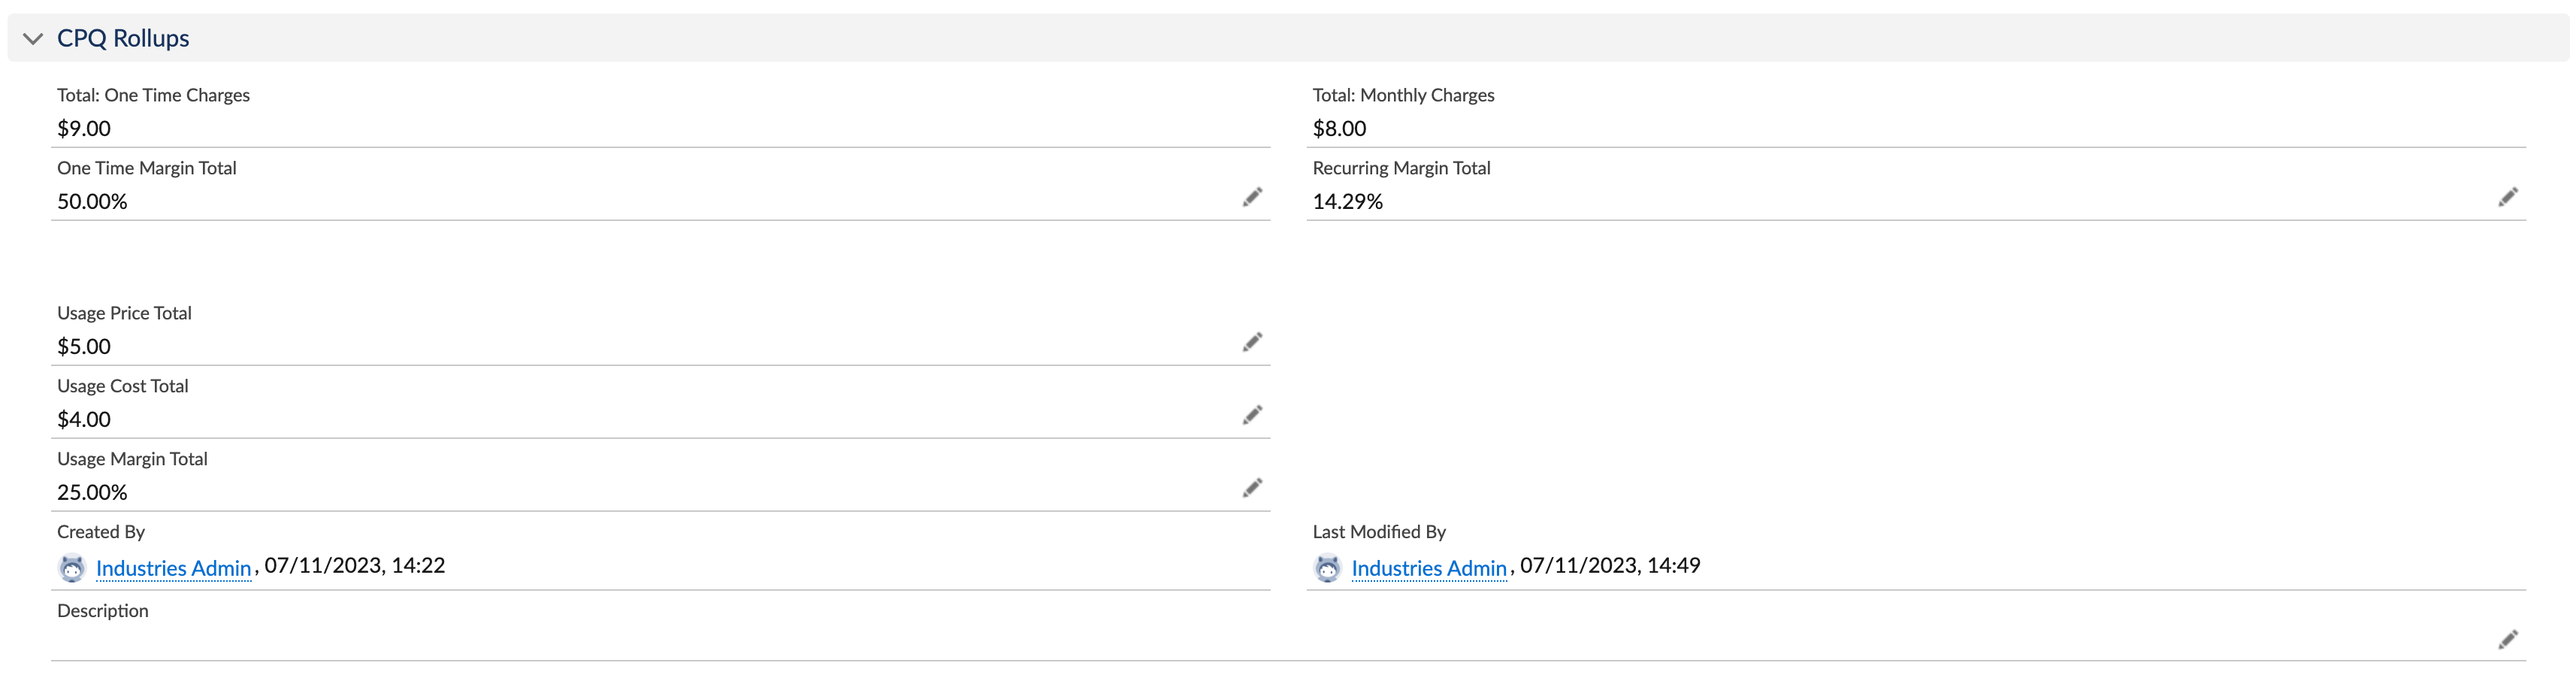 CPQ Rollups
Total: One Time Charges
$9.00
Total: Monthly Charges
$8.00
One Time Margin Total
50.00%
Recurring Margin Total
14.29%
Usage Price Total
$5.00
Usage Cost Total
$4.00
Usage Margin Total
25.00%
Created By
Industries Admin, 07/11/2023, 14:22
Last Modified By
Industries Admin, 07/11/2023, 14:49
Description